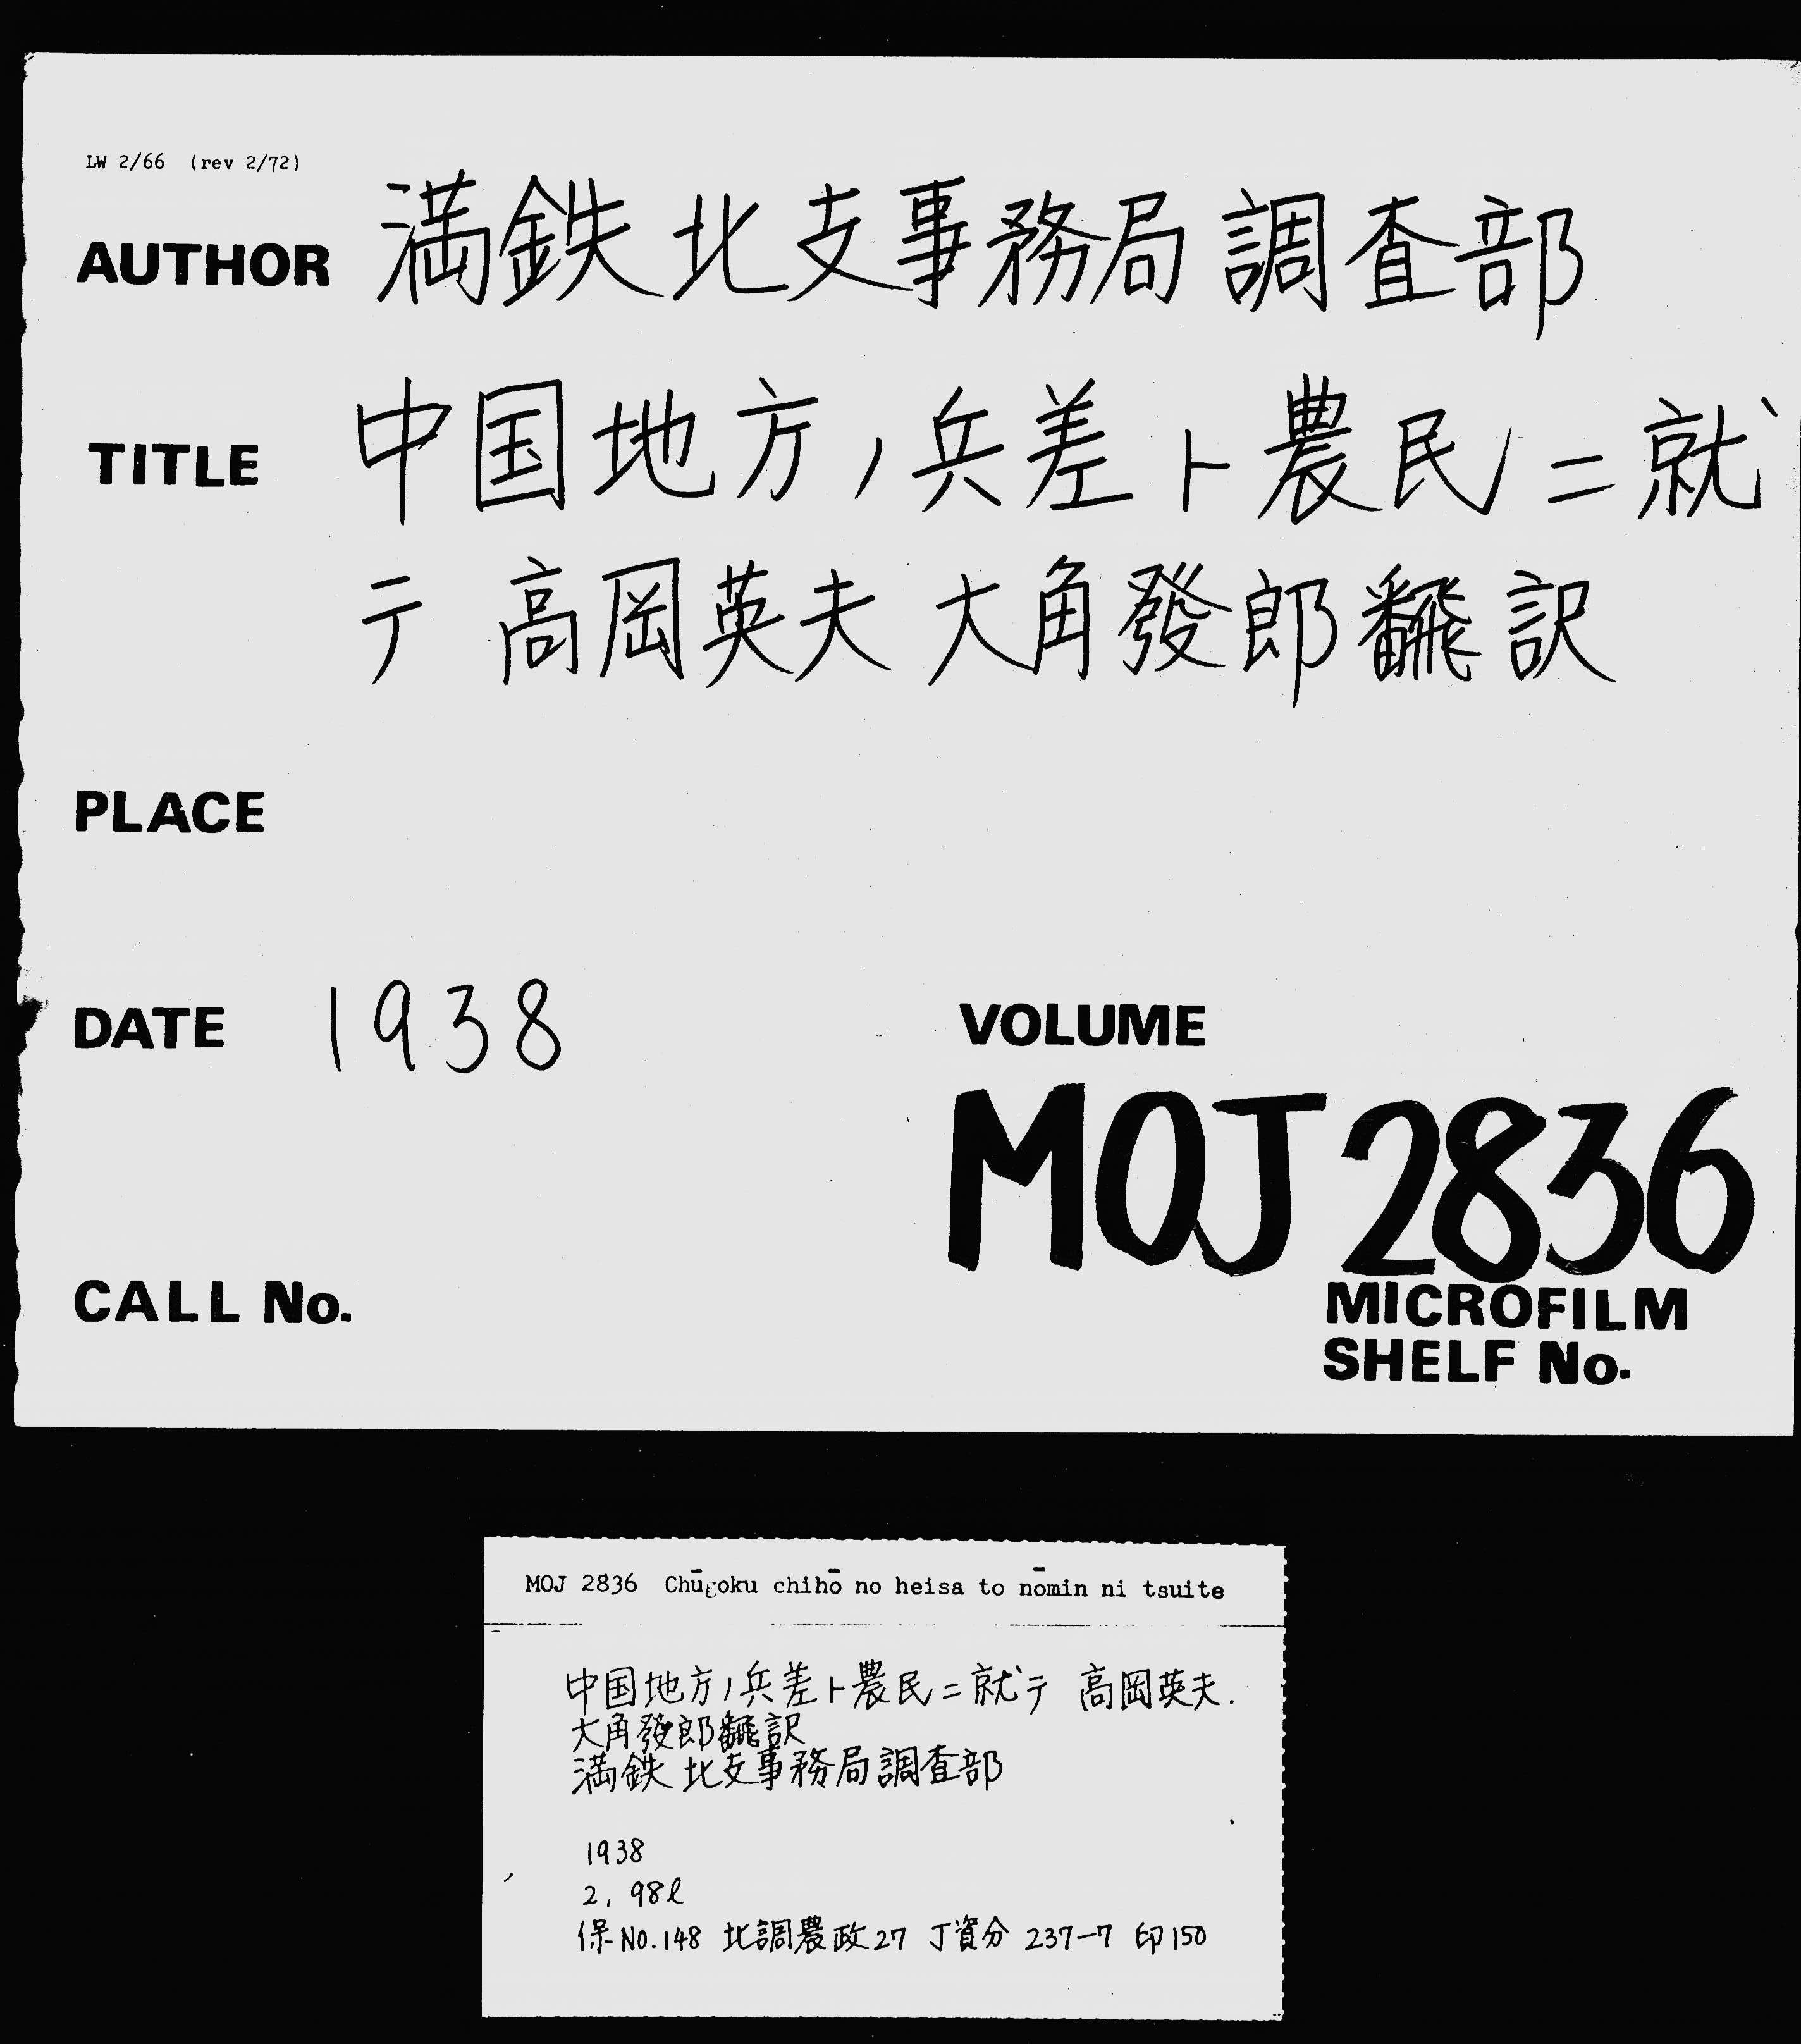 LW 2/66 (rev 2/72)
AUTHOR 満鉄北支事務局調査部
TITLE 中国地方ノ兵差ト農民ノニ就
テ 高岡英夫 大角發郎飜訳
PLACE
DATE 1938
VOLUME
MOJ 2836
CALL No.
MICROFILM
SHELF No.
MOJ 2836 Chūgoku chihō no heisa to nōmin ni tsuite
中国地方ノ兵差ト農民ニ就テ 高岡英夫.
大角發郎飜訳
満鉄北支事務局調査部
1938
2, 98l
保NO.148 北調農政27 丁資分 237-7 印150